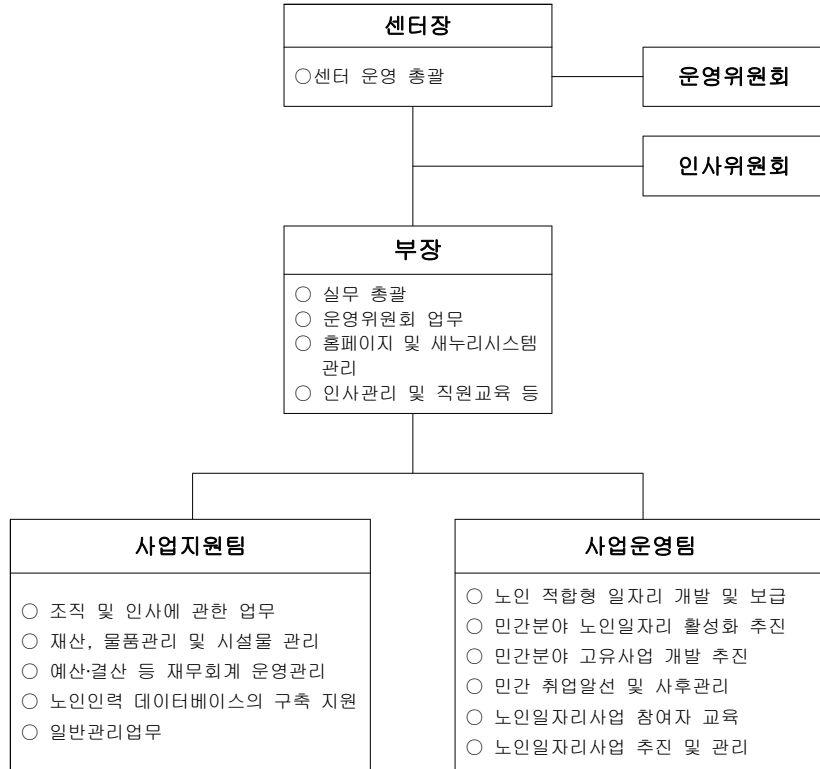 센터장
○센터 운영 총괄
운영위원회
인사위원회
부장
○ 실무 총괄
○ 운영위원회 업무
○ 홈페이지 및 새누리시스템
관리
○ 인사관리 및 직원교육 등
사업지원팀
○ 조직 및 인사에 관한 업무
○ 재산, 물품관리 및 시설물 관리
○ 예산·결산 등 재무회계 운영관리
○ 노인인력 데이터베이스의 구축 지원
○ 일반관리업무
사업운영팀
○ 노인 적합형 일자리 개발 및 보급
○ 민간분야 노인일자리 활성화 추진
○ 민간분야 고유사업 개발 추진
○ 민간 취업알선 및 사후관리
○ 노인일자리사업 참여자 교육
○ 노인일자리사업 추진 및 관리